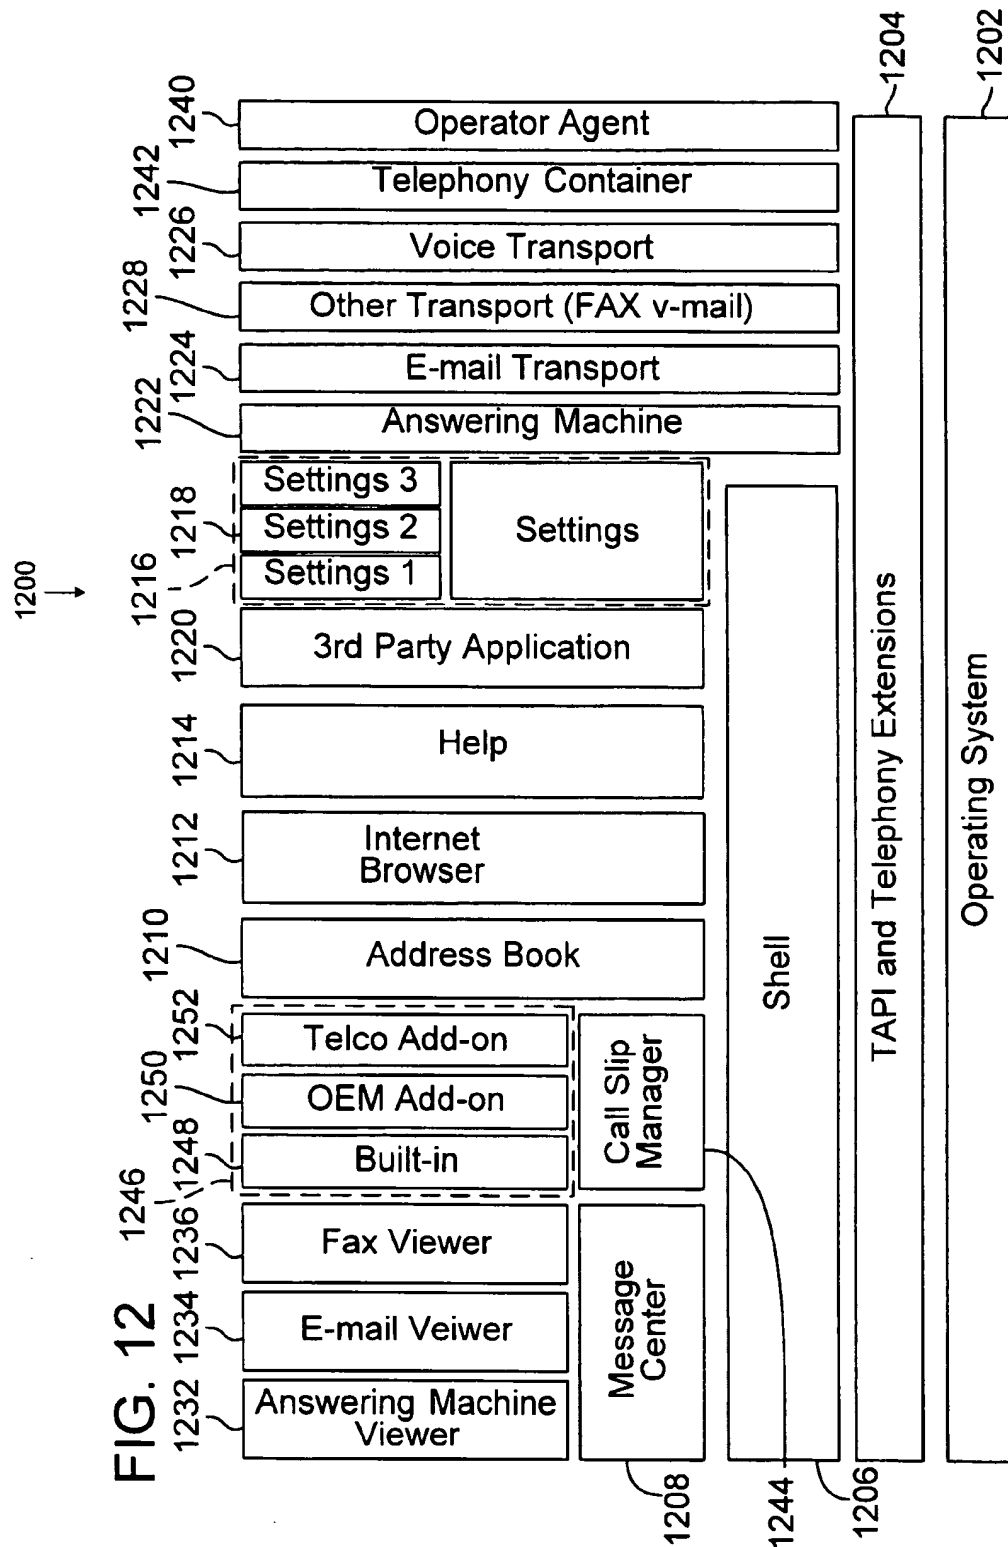 FIG. 12
1200
1232
1234
1236
1246
1248
1250
1252
1210
1212
1214
1220
1216
1218
1222
1224
1228
1226
1242
1240
Answering Machine
Viewer
E-mail Veiwer
Fax Viewer
Built-in
OEM Add-on
Telco Add-on
Address Book
Internet
Browser
Help
3rd Party Application
Settings 1
Settings 2
Settings 3
Settings
Answering Machine
E-mail Transport
Other Transport (FAX v-mail)
Voice Transport
Telephony Container
Operator Agent
Message
Center
Call Slip
Manager
1208
Shell
1244
1206
TAPI and Telephony Extensions
1204
Operating System
1202